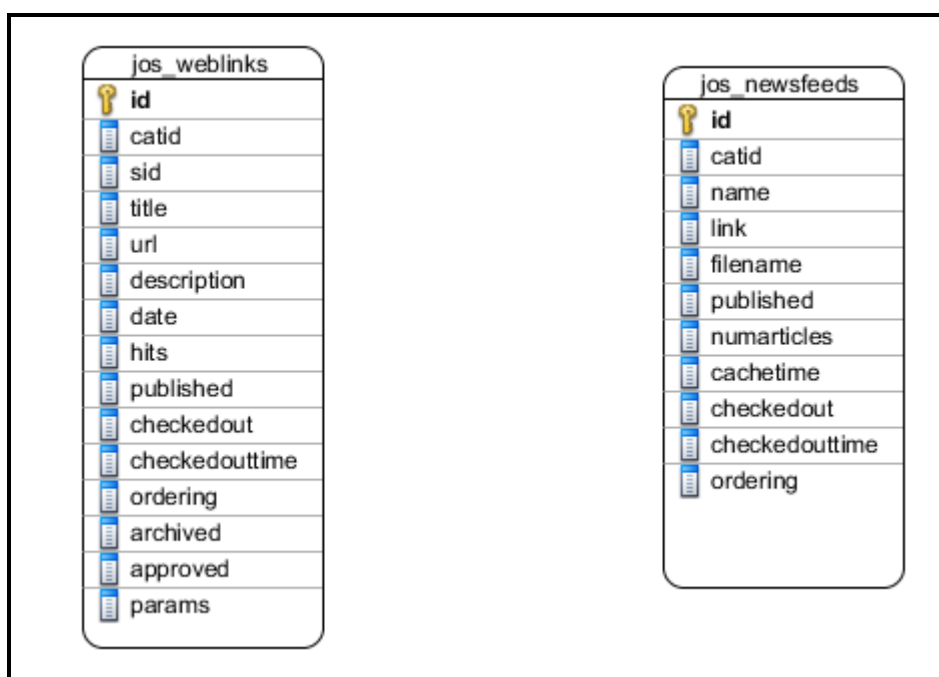 jos_weblinks
id
catid
sid
title
url
description
date
hits
published
checkedout
checkedouttime
ordering
archived
approved
params
jos_newsfeeds
id
catid
name
link
filename
published
numarticles
cachetime
checkedout
checkedouttime
ordering